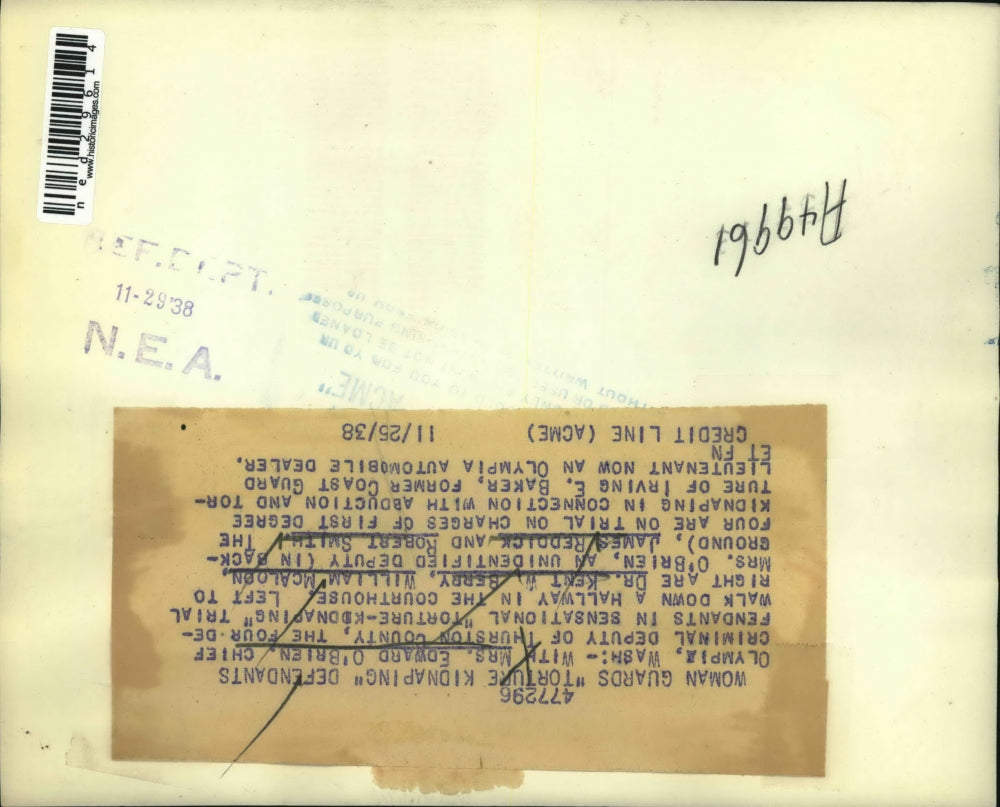 ned29614
www.historicimages.com
A49961
REF. DEPT.
11-29'38
N.E.A.
"ACME"
477296
WOMAN GUARDS "TORTURE KIDNAPING" DEFENDANTS
OLYMPIA, WASH:- WITH MRS. EDWARD O'BRIEN, CHIEF
CRIMINAL DEPUTY OF THURSTON COUNTY, THE FOUR DE-
FENDANTS IN SENSATIONAL "TORTURE-KIDNAPING" TRIAL
WALK DOWN A HALLWAY IN THE COURTHOUSE. LEFT TO
RIGHT ARE DR. KENT W. BERRY, WILLIAM MCALOON,
MRS. O'BRIEN, AN UNIDENTIFIED DEPUTY (IN BACK-
GROUND), JAMES REDDICK AND ROBERT SMITH. THE
FOUR ARE ON TRIAL ON CHARGES OF FIRST DEGREE
KIDNAPING IN CONNECTION WITH ABDUCTION AND TOR-
TURE OF IRVING E. BAKER, FORMER COAST GUARD
LIEUTENANT NOW AN OLYMPIA AUTOMOBILE DEALER.
ET FN
CREDIT LINE (ACME) 11/25/38